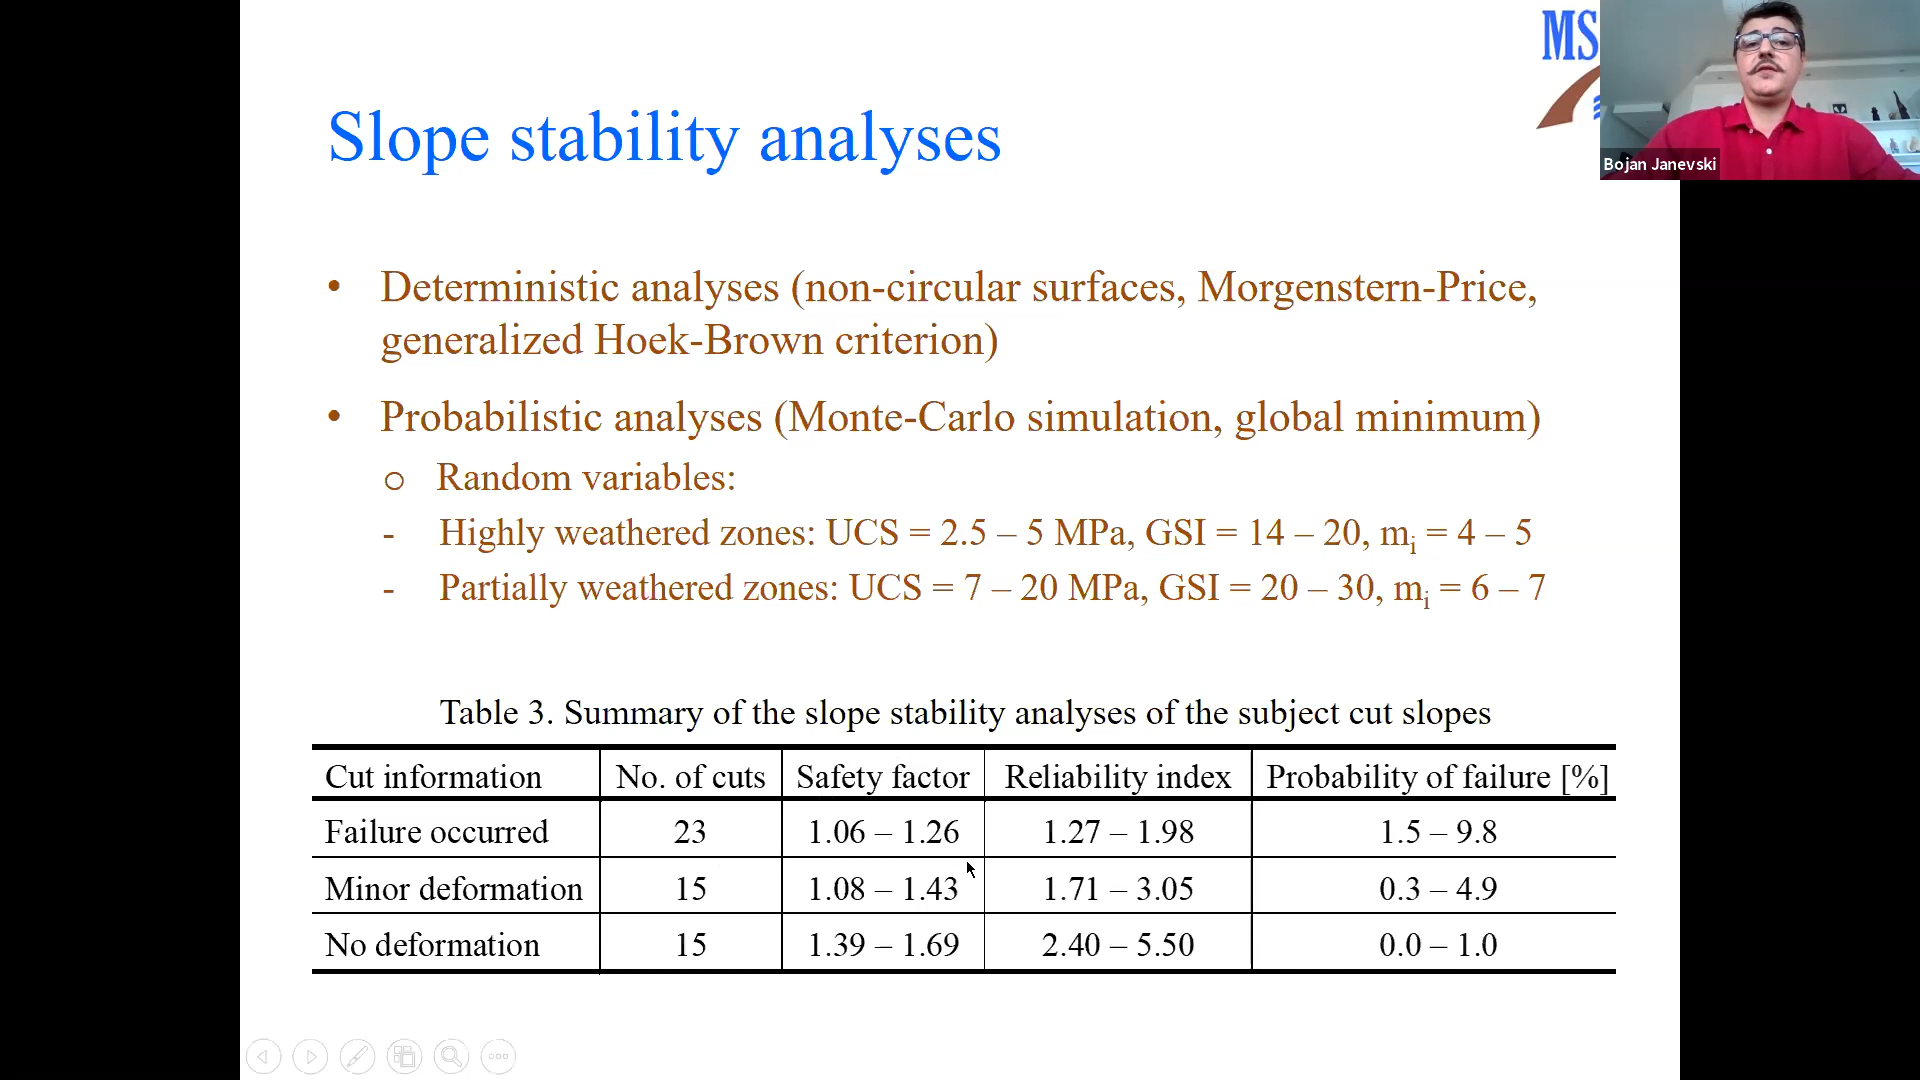 MS
Bojan Janevski
Slope stability analyses
• Deterministic analyses (non-circular surfaces, Morgenstern-Price,
generalized Hoek-Brown criterion)
• Probabilistic analyses (Monte-Carlo simulation, global minimum)
o Random variables:
- Highly weathered zones: UCS = 2.5 – 5 MPa, GSI = 14 – 20, mi = 4 – 5
- Partially weathered zones: UCS = 7 – 20 MPa, GSI = 20 – 30, mi = 6 – 7
Table 3. Summary of the slope stability analyses of the subject cut slopes
Cut information No. of cuts Safety factor Reliability index Probability of failure [%]
Failure occurred 23 1.06 – 1.26 1.27 – 1.98 1.5 – 9.8
Minor deformation 15 1.08 – 1.43 1.71 – 3.05 0.3 – 4.9
No deformation 15 1.39 – 1.69 2.40 – 5.50 0.0 – 1.0